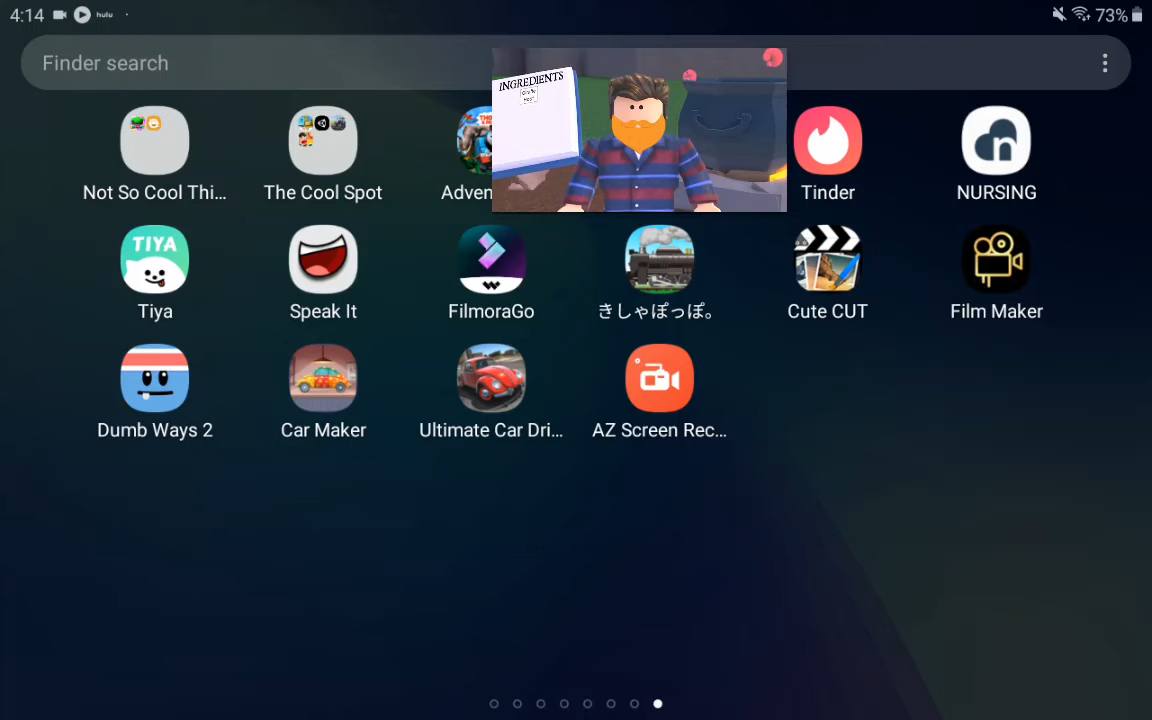 4:14
hulu
73%
Finder search
INGREDIENTS
Giraffe
Hoof
Not So Cool Thi...
The Cool Spot
Adven
Tinder
NURSING
TIYA
Tiya
Speak It
FilmoraGo
きしゃぽっぽ。
Cute CUT
Film Maker
Dumb Ways 2
Car Maker
Ultimate Car Dri...
AZ Screen Rec...